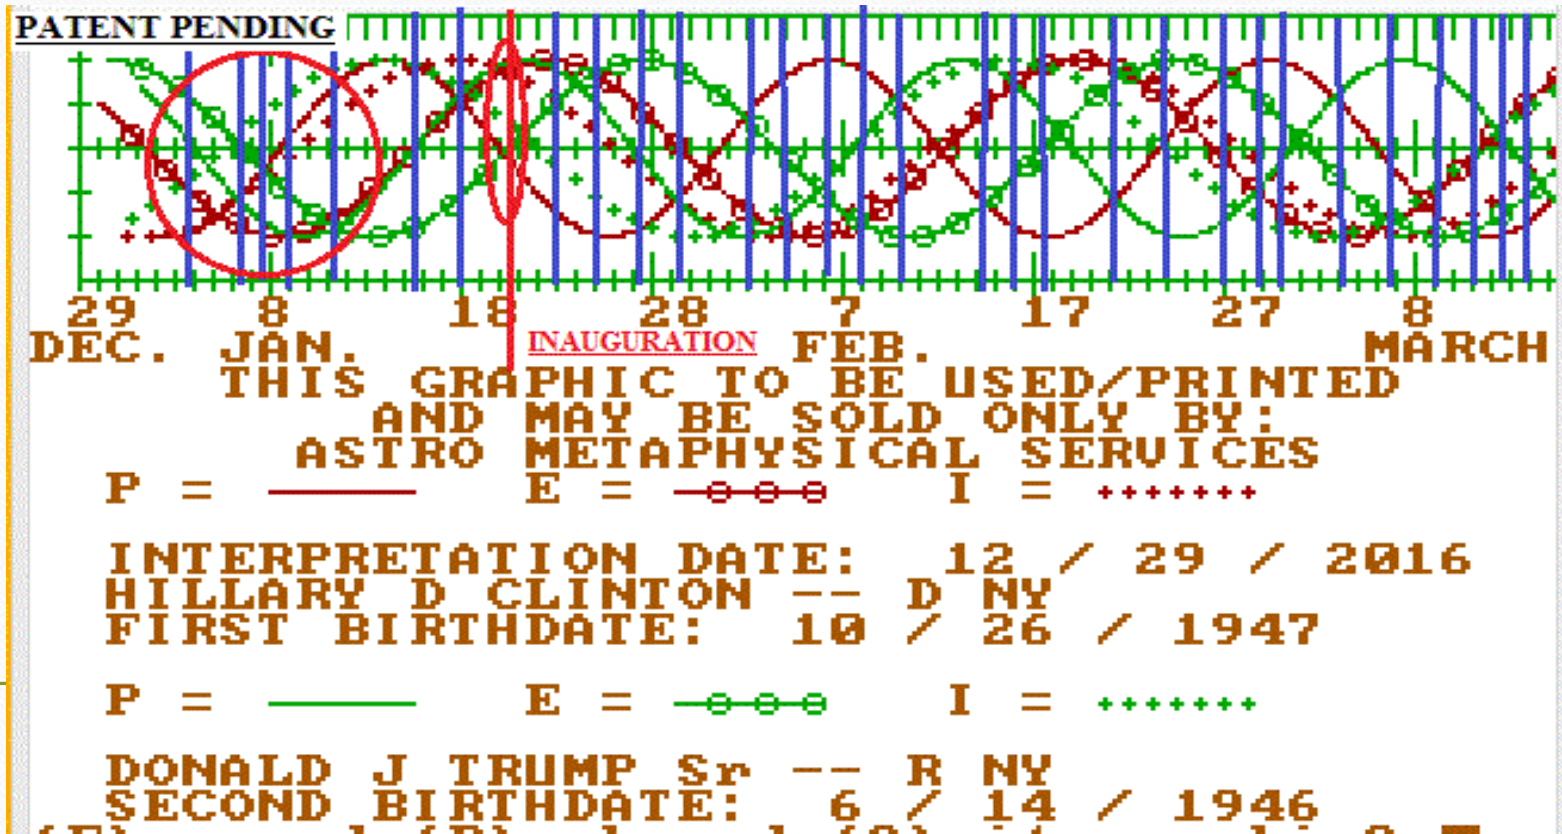 PATENT PENDING
29 8 18 28 7 17 27 8
INAUGURATION
DEC. JAN. FEB. MARCH
THIS GRAPHIC TO BE USED/PRINTED
AND MAY BE SOLD ONLY BY:
ASTRO METAPHYSICAL SERVICES
P = E = I =
INTERPRETATION DATE: 12 / 29 / 2016
HILLARY D CLINTON -- D NY
FIRST BIRTHDATE: 10 / 26 / 1947
P = E = I =
DONALD J TRUMP Sr -- R NY
SECOND BIRTHDATE: 6 / 14 / 1946